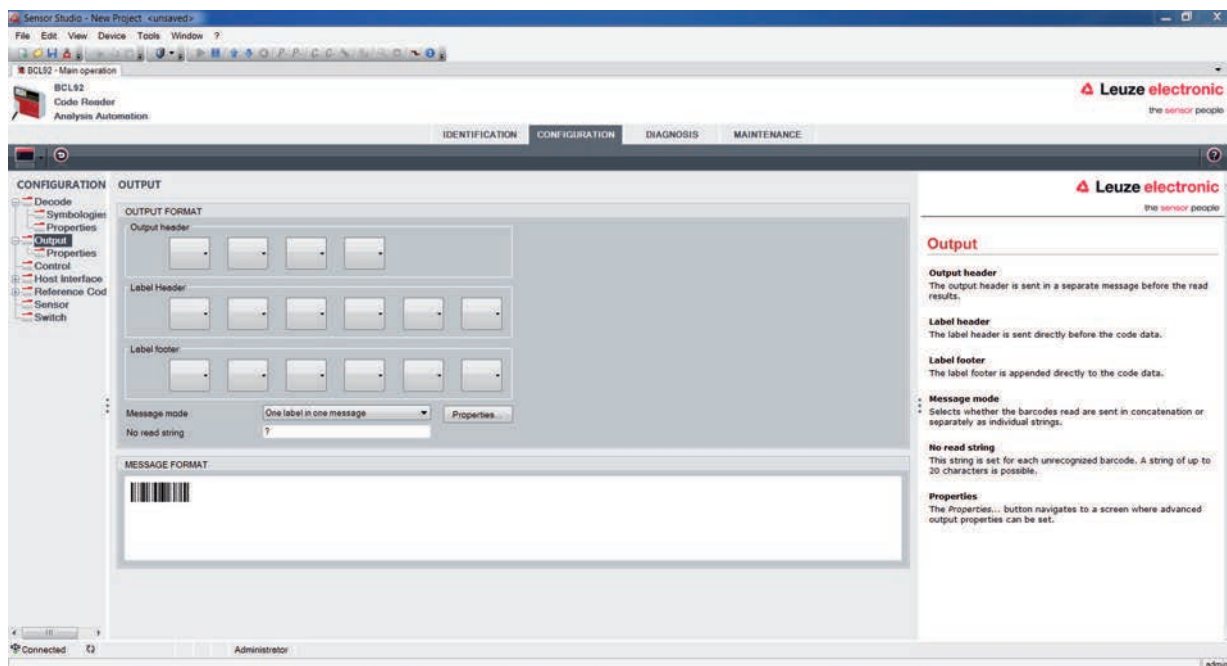 Sensor Studio - New Project <unsaved>
File Edit View Device Tools Window ?
BCL92 - Main operation
BCL92
Code Reader
Analysis Automation
Leuze electronic
the sensor people
IDENTIFICATION CONFIGURATION DIAGNOSIS MAINTENANCE
CONFIGURATION
Decode
Symbologies
Properties
Output
Properties
Control
Host Interface
Reference Cod
Sensor
Switch
OUTPUT
OUTPUT FORMAT
Output header
Label Header
Label footer
Message mode One label in one message Properties...
No read string ?
MESSAGE FORMAT
Leuze electronic
the sensor people
Output
Output header
The output header is sent in a separate message before the read
results.
Label header
The label header is sent directly before the code data.
Label footer
The label footer is appended directly to the code data.
Message mode
Selects whether the barcodes read are sent in concatenation or
separately as individual strings.
No read string
This string is set for each unrecognized barcode. A string of up to
20 characters is possible.
Properties
The Properties... button navigates to a screen where advanced
output properties can be set.
Connected Administrator